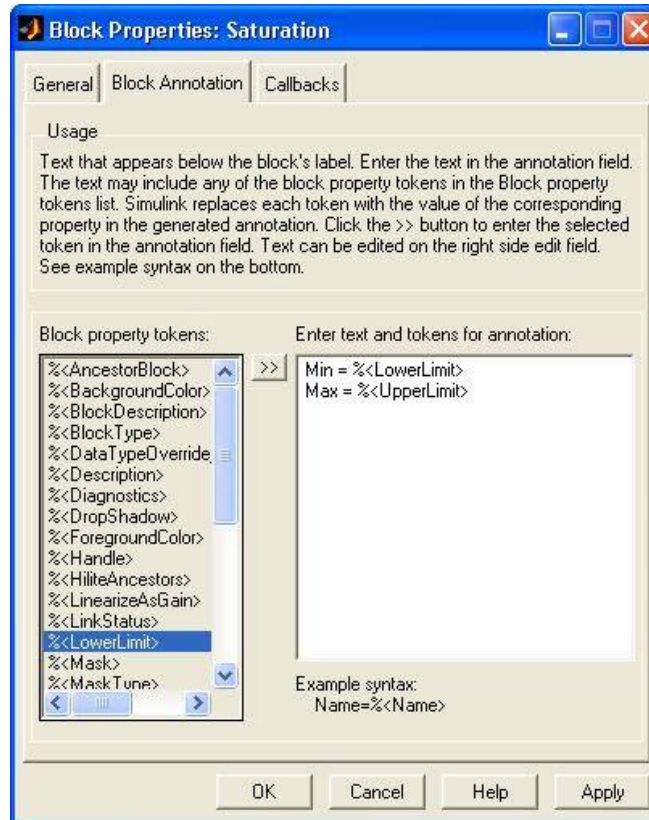 Block Properties: Saturation
General
Block Annotation
Callbacks
Usage
Text that appears below the block's label. Enter the text in the annotation field.
The text may include any of the block property tokens in the Block property
tokens list. Simulink replaces each token with the value of the corresponding
property in the generated annotation. Click the >> button to enter the selected
token in the annotation field. Text can be edited on the right side edit field.
See example syntax on the bottom.
Block property tokens:
%<AncestorBlock>
%<BackgroundColor>
%<BlockDescription>
%<BlockType>
%<DataTypeOverride_
%<Description>
%<Diagnostics>
%<DropShadow>
%<ForegroundColor>
%<Handle>
%<HiliteAncestors>
%<LinearizeAsGain>
%<LinkStatus>
%<LowerLimit>
%<Mask>
%<MaskType>
>>
Enter text and tokens for annotation:
Min = %<LowerLimit>
Max = %<UpperLimit>
Example syntax:
Name=%<Name>
OK
Cancel
Help
Apply